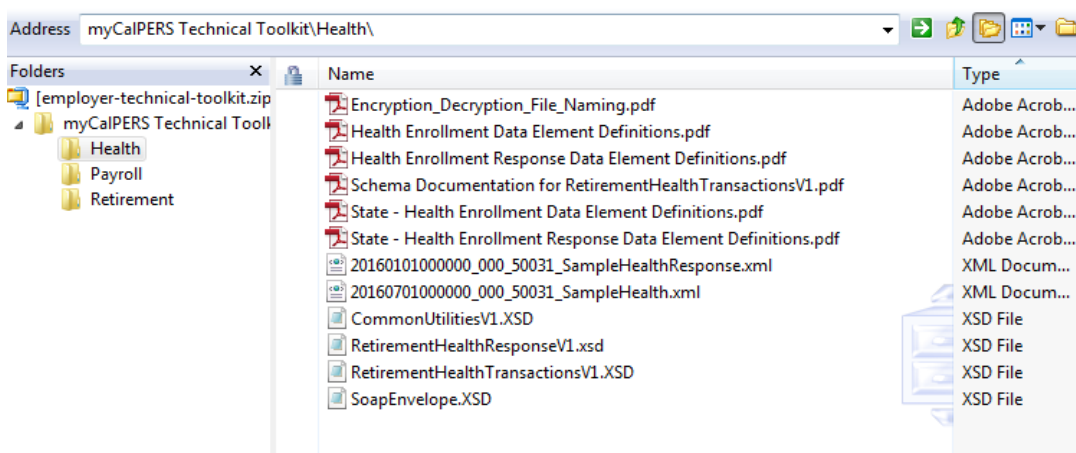 Address myCalPERS Technical Toolkit\Health\
Folders x Name Type
[employer-technical-toolkit.zip
myCalPERS Technical Toolk
Health
Payroll
Retirement
Encryption_Decryption_File_Naming.pdf Adobe Acrob...
Health Enrollment Data Element Definitions.pdf Adobe Acrob...
Health Enrollment Response Data Element Definitions.pdf Adobe Acrob...
Schema Documentation for RetirementHealthTransactionsV1.pdf Adobe Acrob...
State - Health Enrollment Data Element Definitions.pdf Adobe Acrob...
State - Health Enrollment Response Data Element Definitions.pdf Adobe Acrob...
20160101000000_000_50031_SampleHealthResponse.xml XML Docum...
20160701000000_000_50031_SampleHealth.xml XML Docum...
CommonUtilitiesV1.XSD XSD File
RetirementHealthResponseV1.xsd XSD File
RetirementHealthTransactionsV1.XSD XSD File
SoapEnvelope.XSD XSD File